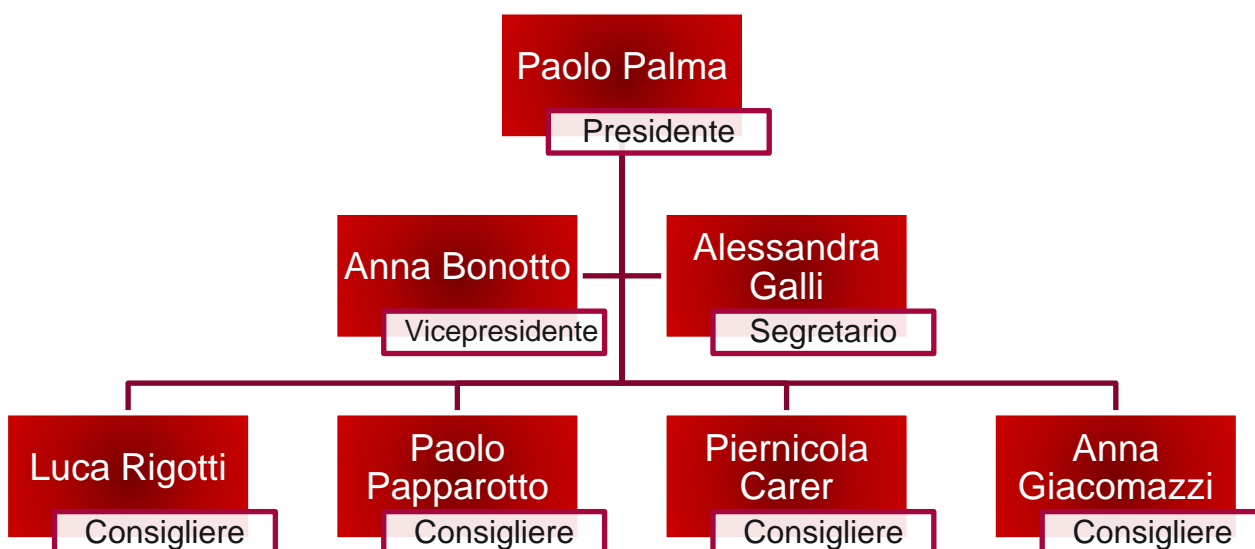 Paolo Palma
Presidente
Anna Bonotto
Vicepresidente
Alessandra
Galli
Segretario
Luca Rigotti
Consigliere
Paolo
Papparotto
Consigliere
Piernicola
Carer
Consigliere
Anna
Giacomazzi
Consigliere